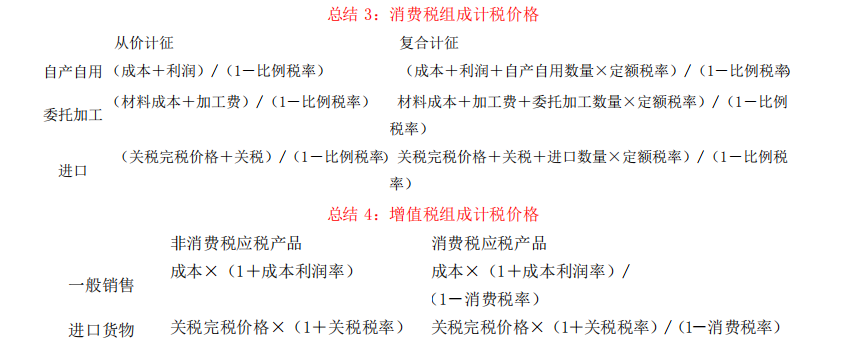 总结 3：消费税组成计税价格
从价计征 复合计征
自产自用 （成本＋利润）/（1－比例税率） （成本＋利润＋自产自用数量×定额税率）/（1－比例税率）
委托加工 （材料成本＋加工费）/（1－比例税率） 材料成本＋加工费＋委托加工数量×定额税率）/（1－比例
税率）
进口 （关税完税价格＋关税）/（1－比例税率） 关税完税价格＋关税＋进口数量×定额税率）/（1－比例税
率）
总结 4：增值税组成计税价格
非消费税应税产品 消费税应税产品
一般销售 成本×（1＋成本利润率） 成本×（1＋成本利润率）/
（1－消费税率）
进口货物 关税完税价格×（1＋关税税率） 关税完税价格×（1＋关税税率）/（1－消费税率）